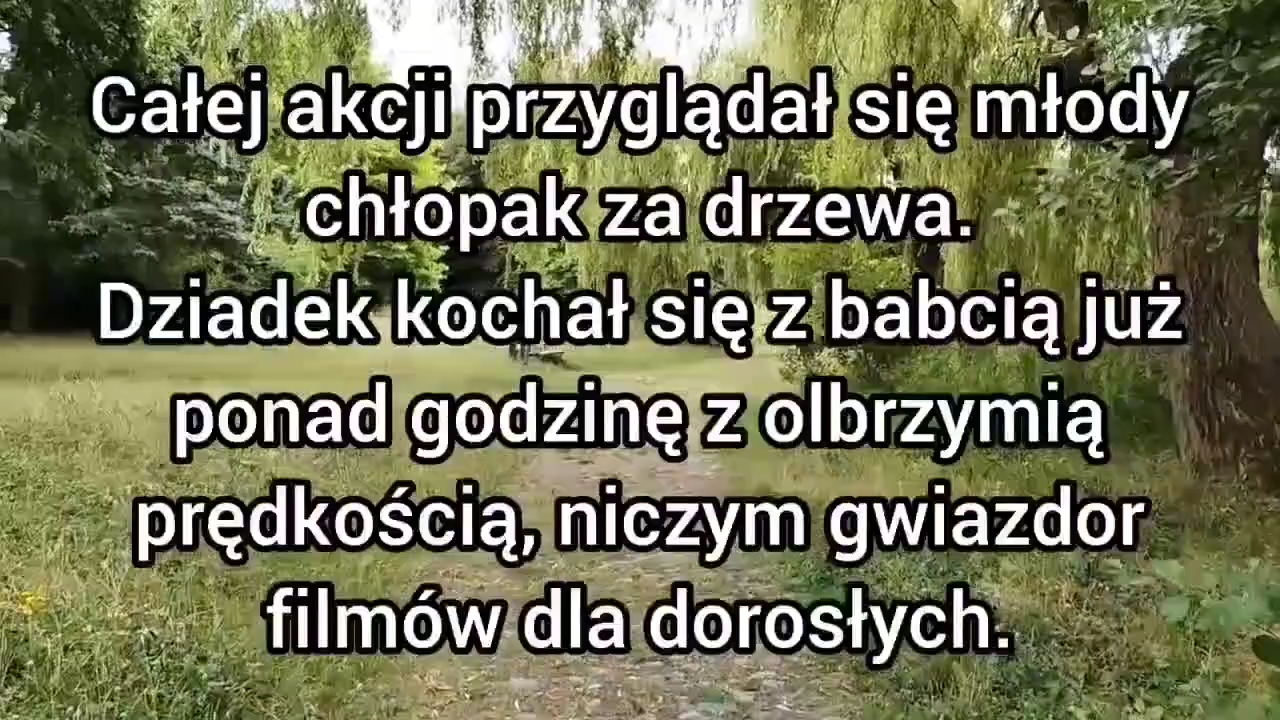 Całej akcji przyglądał się młody
chłopak za drzewa.
Dziadek kochał się z babcią już
ponad godzinę z olbrzymią
prędkością, niczym gwiazdor
filmów dla dorosłych.